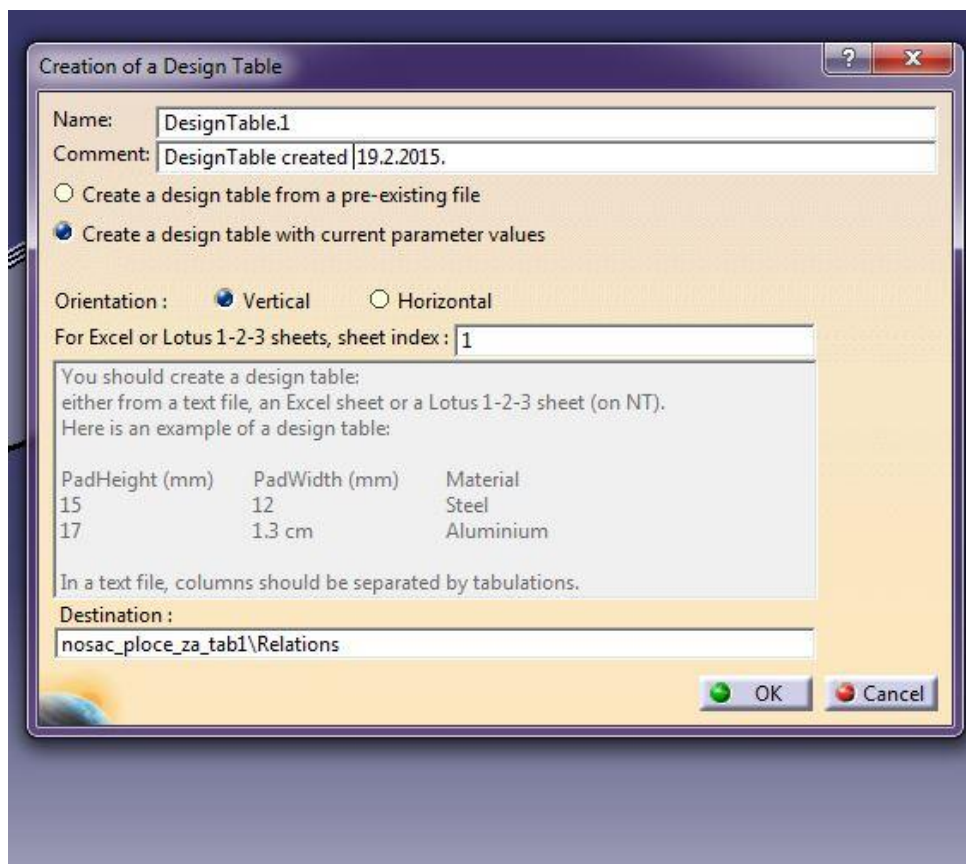 Creation of a Design Table
?
Name: DesignTable.1
Comment: DesignTable created 19.2.2015.
Create a design table from a pre-existing file
Create a design table with current parameter values
Orientation : Vertical Horizontal
For Excel or Lotus 1-2-3 sheets, sheet index : 1
You should create a design table:
either from a text file, an Excel sheet or a Lotus 1-2-3 sheet (on NT).
Here is an example of a design table:
PadHeight (mm) PadWidth (mm) Material
15 12 Steel
17 1.3 cm Aluminium
In a text file, columns should be separated by tabulations.
Destination :
nosac_ploce_za_tab1\Relations
OK Cancel